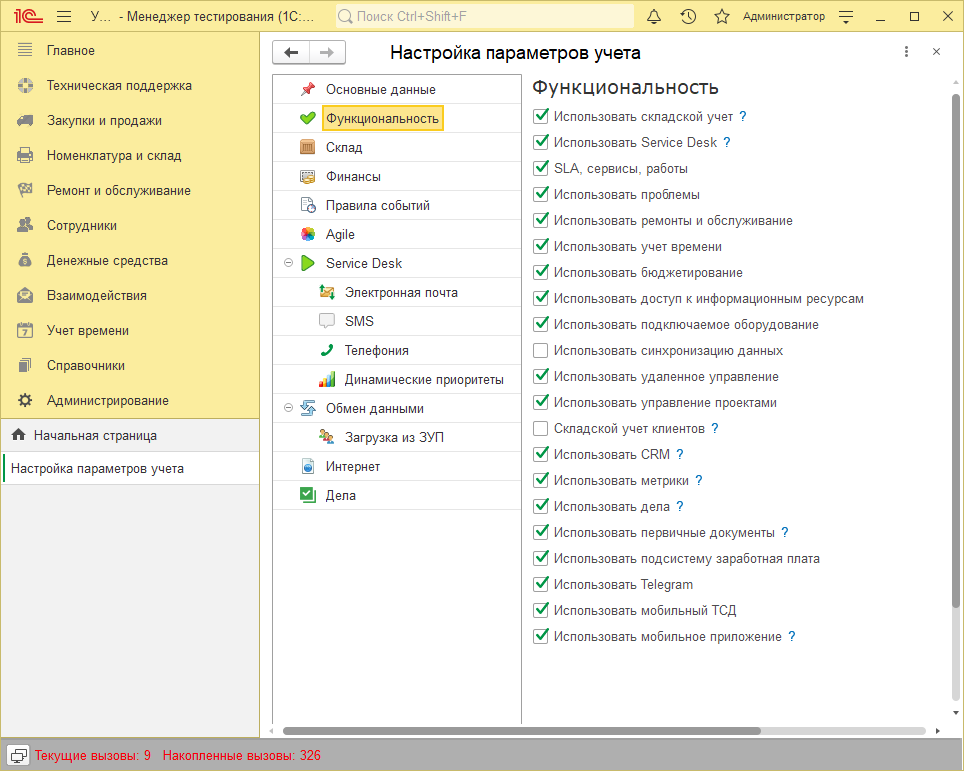 1С У... - Менеджер тестирования (1С:... Поиск Ctrl+Shift+F Администратор
Главное
Техническая поддержка
Закупки и продажи
Номенклатура и склад
Ремонт и обслуживание
Сотрудники
Денежные средства
Взаимодействия
7 Учет времени
Справочники
Администрирование
Начальная страница
Настройка параметров учета
Настройка параметров учета
Основные данные
Функциональность
Склад
Финансы
Правила событий
Agile
Service Desk
Электронная почта
SMS
Телефония
Динамические приоритеты
Обмен данными
Загрузка из ЗУП
Интернет
Дела
Функциональность
Использовать складской учет ?
Использовать Service Desk ?
SLA, сервисы, работы
Использовать проблемы
Использовать ремонты и обслуживание
Использовать учет времени
Использовать бюджетирование
Использовать доступ к информационным ресурсам
Использовать подключаемое оборудование
Использовать синхронизацию данных
Использовать удаленное управление
Использовать управление проектами
Складской учет клиентов ?
Использовать CRM ?
Использовать метрики ?
Использовать дела ?
Использовать первичные документы ?
Использовать подсистему заработная плата
Использовать Telegram
Использовать мобильный ТСД
Использовать мобильное приложение ?
Текущие вызовы: 9 Накопленные вызовы: 326